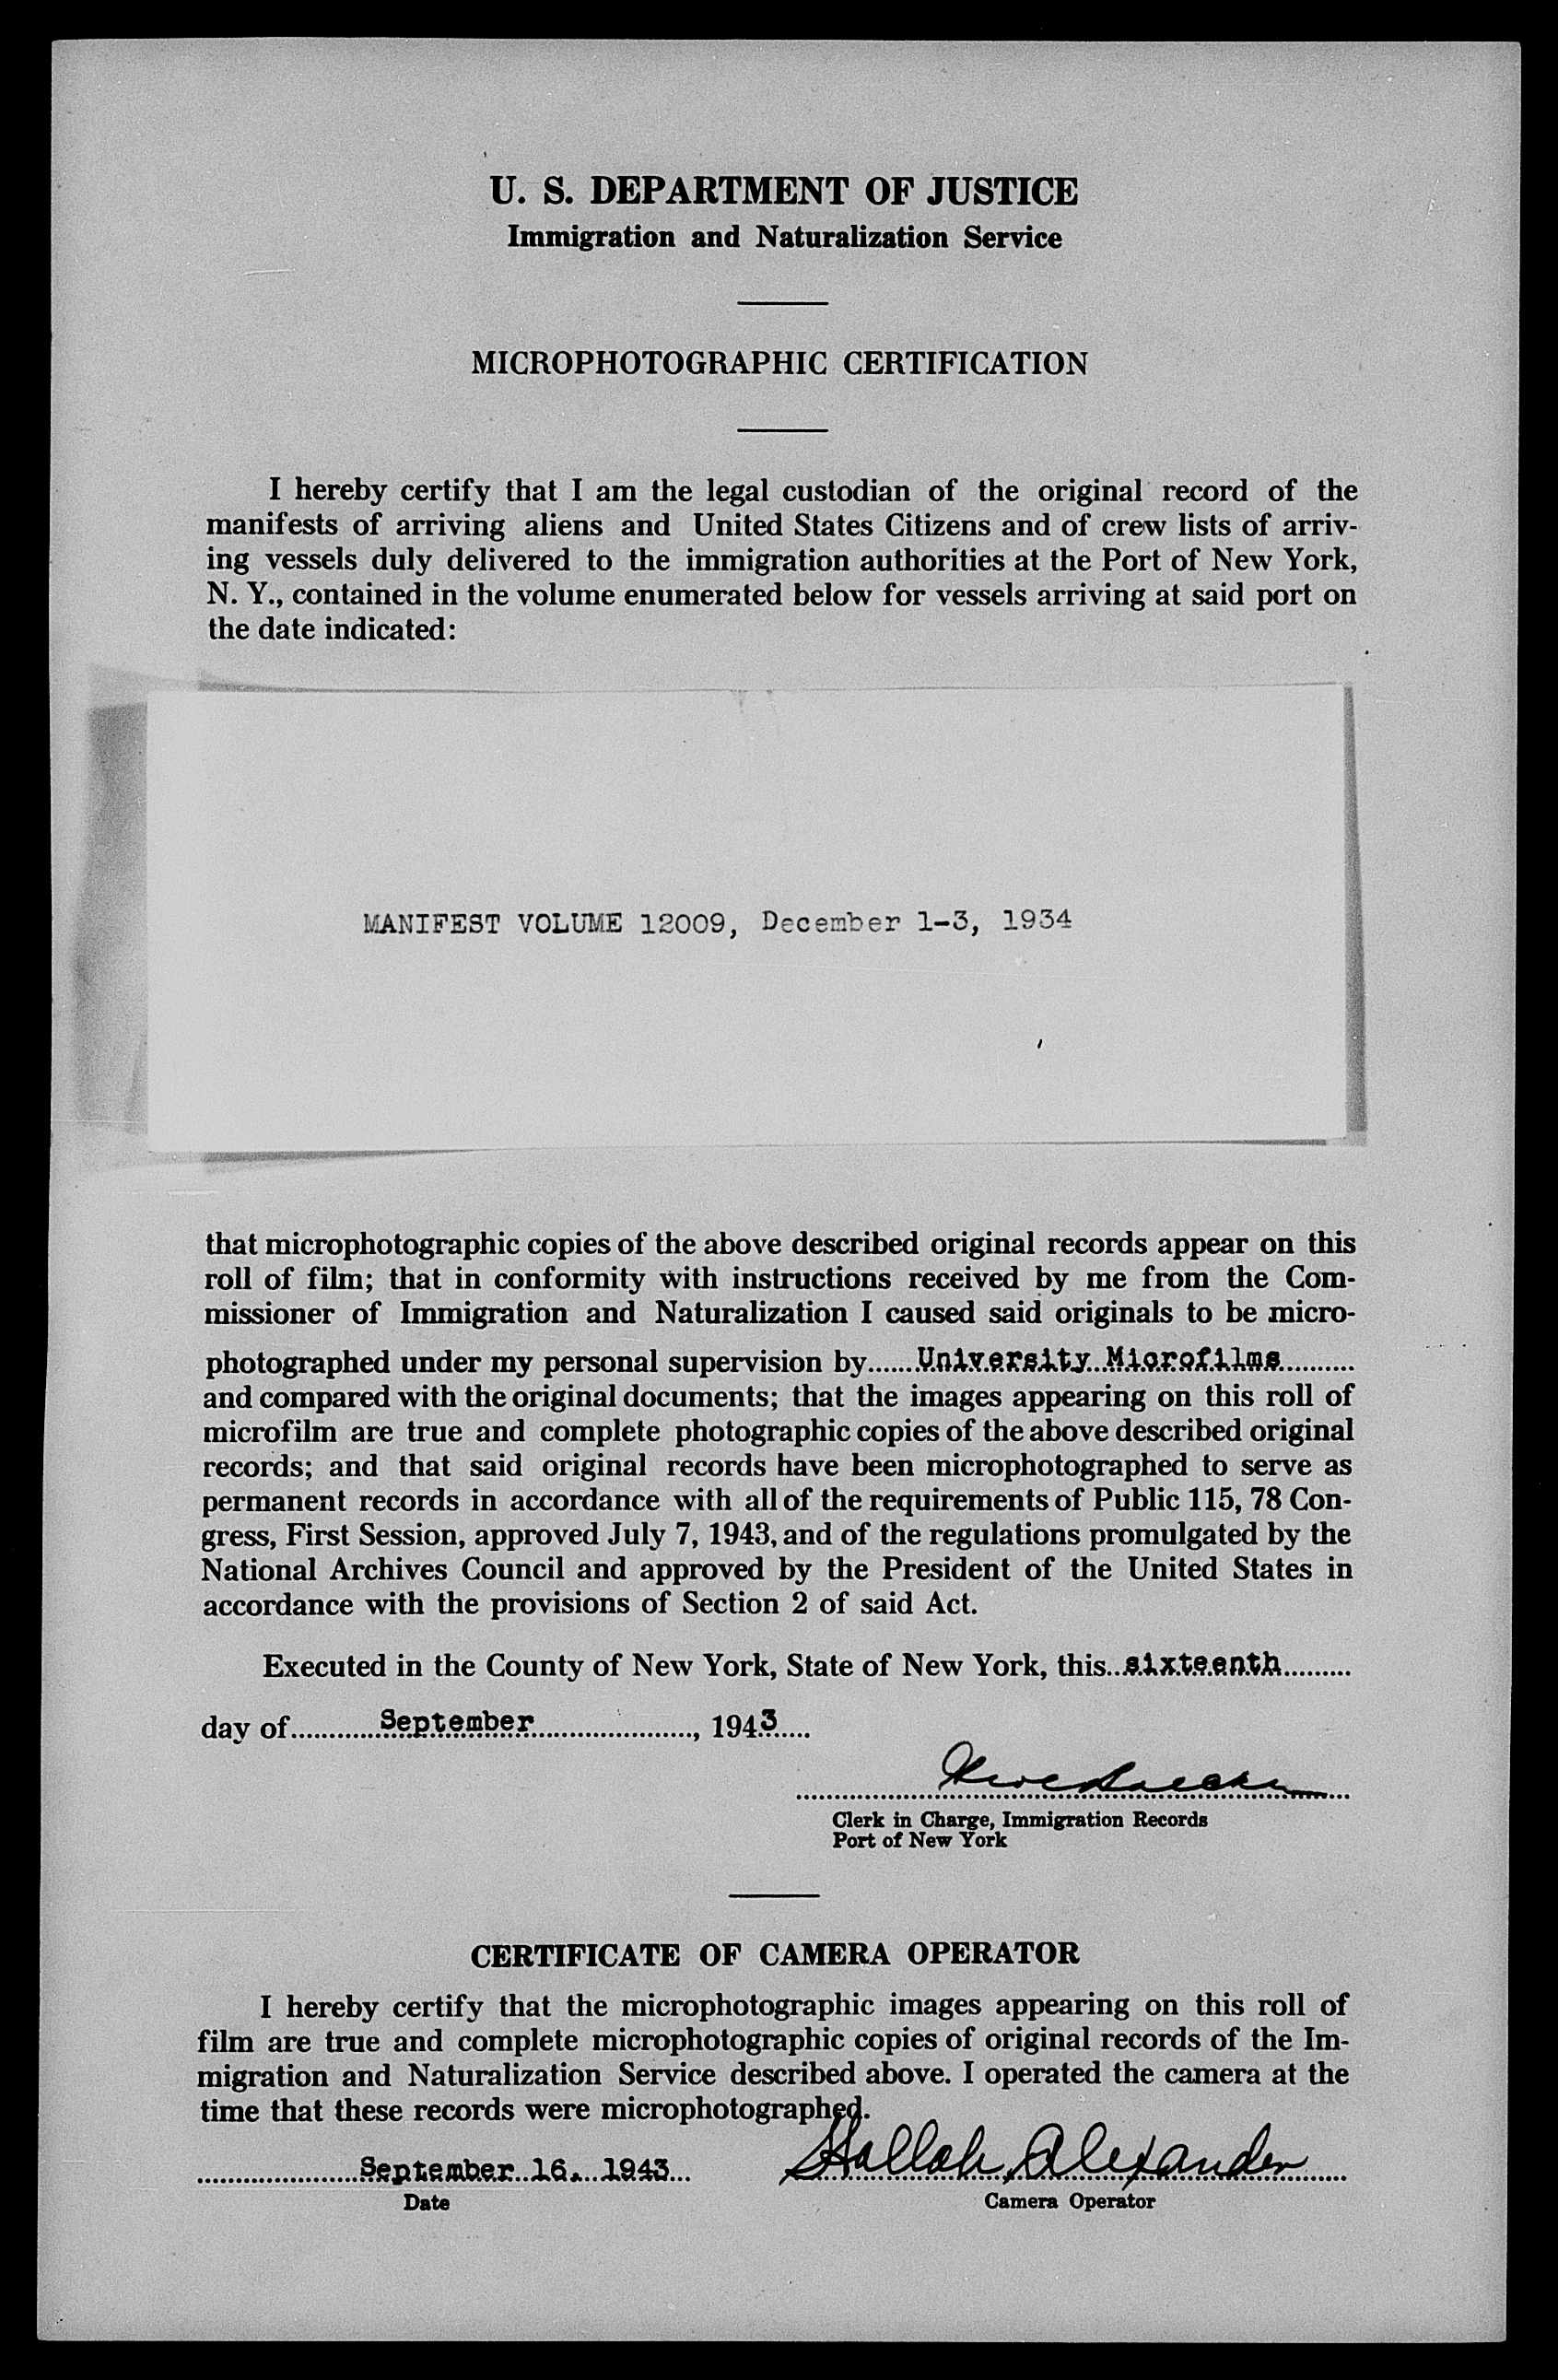 U. S. DEPARTMENT OF JUSTICE
Immigration and Naturalization Service
MICROPHOTOGRAPHIC CERTIFICATION
I hereby certify that I am the legal custodian of the original record of the
manifests of arriving aliens and United States Citizens and of crew lists of arriv-
ing vessels duly delivered to the immigration authorities at the Port of New York,
N. Y., contained in the volume enumerated below for vessels arriving at said port on
the date indicated:
MANIFEST VOLUME 12009, December 1-3, 1934
that microphotographic copies of the above described original records appear on this
roll of film; that in conformity with instructions received by me from the Com-
missioner of Immigration and Naturalization I caused said originals to be micro-
photographed under my personal supervision by......University Microfilms..........
and compared with the original documents; that the images appearing on this roll of
microfilm are true and complete photographic copies of the above described original
records; and that said original records have been microphotographed to serve as
permanent records in accordance with all of the requirements of Public 115, 78 Con-
gress, First Session, approved July 7, 1943, and of the regulations promulgated by the
National Archives Council and approved by the President of the United States in
accordance with the provisions of Section 2 of said Act.
Executed in the County of New York, State of New York, this..sixteenth.........
day of............September......................, 1943.....
Clerk in Charge, Immigration Records
Port of New York
CERTIFICATE OF CAMERA OPERATOR
I hereby certify that the microphotographic images appearing on this roll of
film are true and complete microphotographic copies of original records of the Im-
migration and Naturalization Service described above. I operated the camera at the
time that these records were microphotographed.
September 16, 1943 Alexander
Date Camera Operator